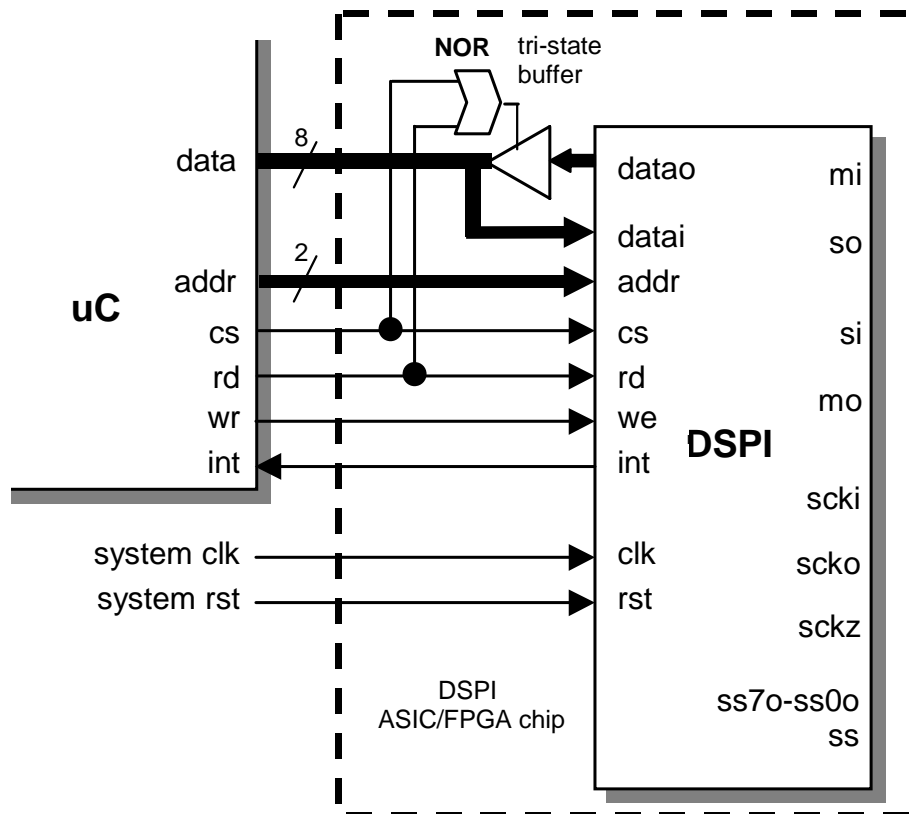 NOR
tri-state
buffer
8
data
2
addr
uC
cs
rd
wr
int
system clk
system rst
datao
datai
addr
cs
rd
we
int
clk
rst
DSPI
mi
so
si
mo
scki
scko
sckz
ss7o-ss0o
ss
DSPI
ASIC/FPGA chip